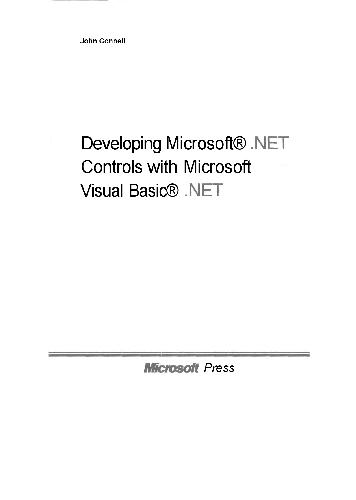 John Connell
Developing Microsoft® .NET
Controls with Microsoft
Visual Basic® .NET
Microsoft Press